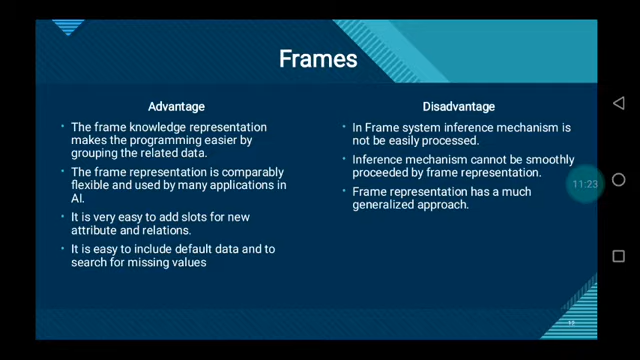 Frames
Advantage
• The frame knowledge representation
makes the programming easier by
grouping the related data.
• The frame representation is comparably
flexible and used by many applications in
AI.
• It is very easy to add slots for new
attribute and relations.
• It is easy to include default data and to
search for missing values
Disadvantage
• In Frame system inference mechanism is
not be easily processed.
• Inference mechanism cannot be smoothly
proceeded by frame representation.
• Frame representation has a much
generalized approach.
11:23